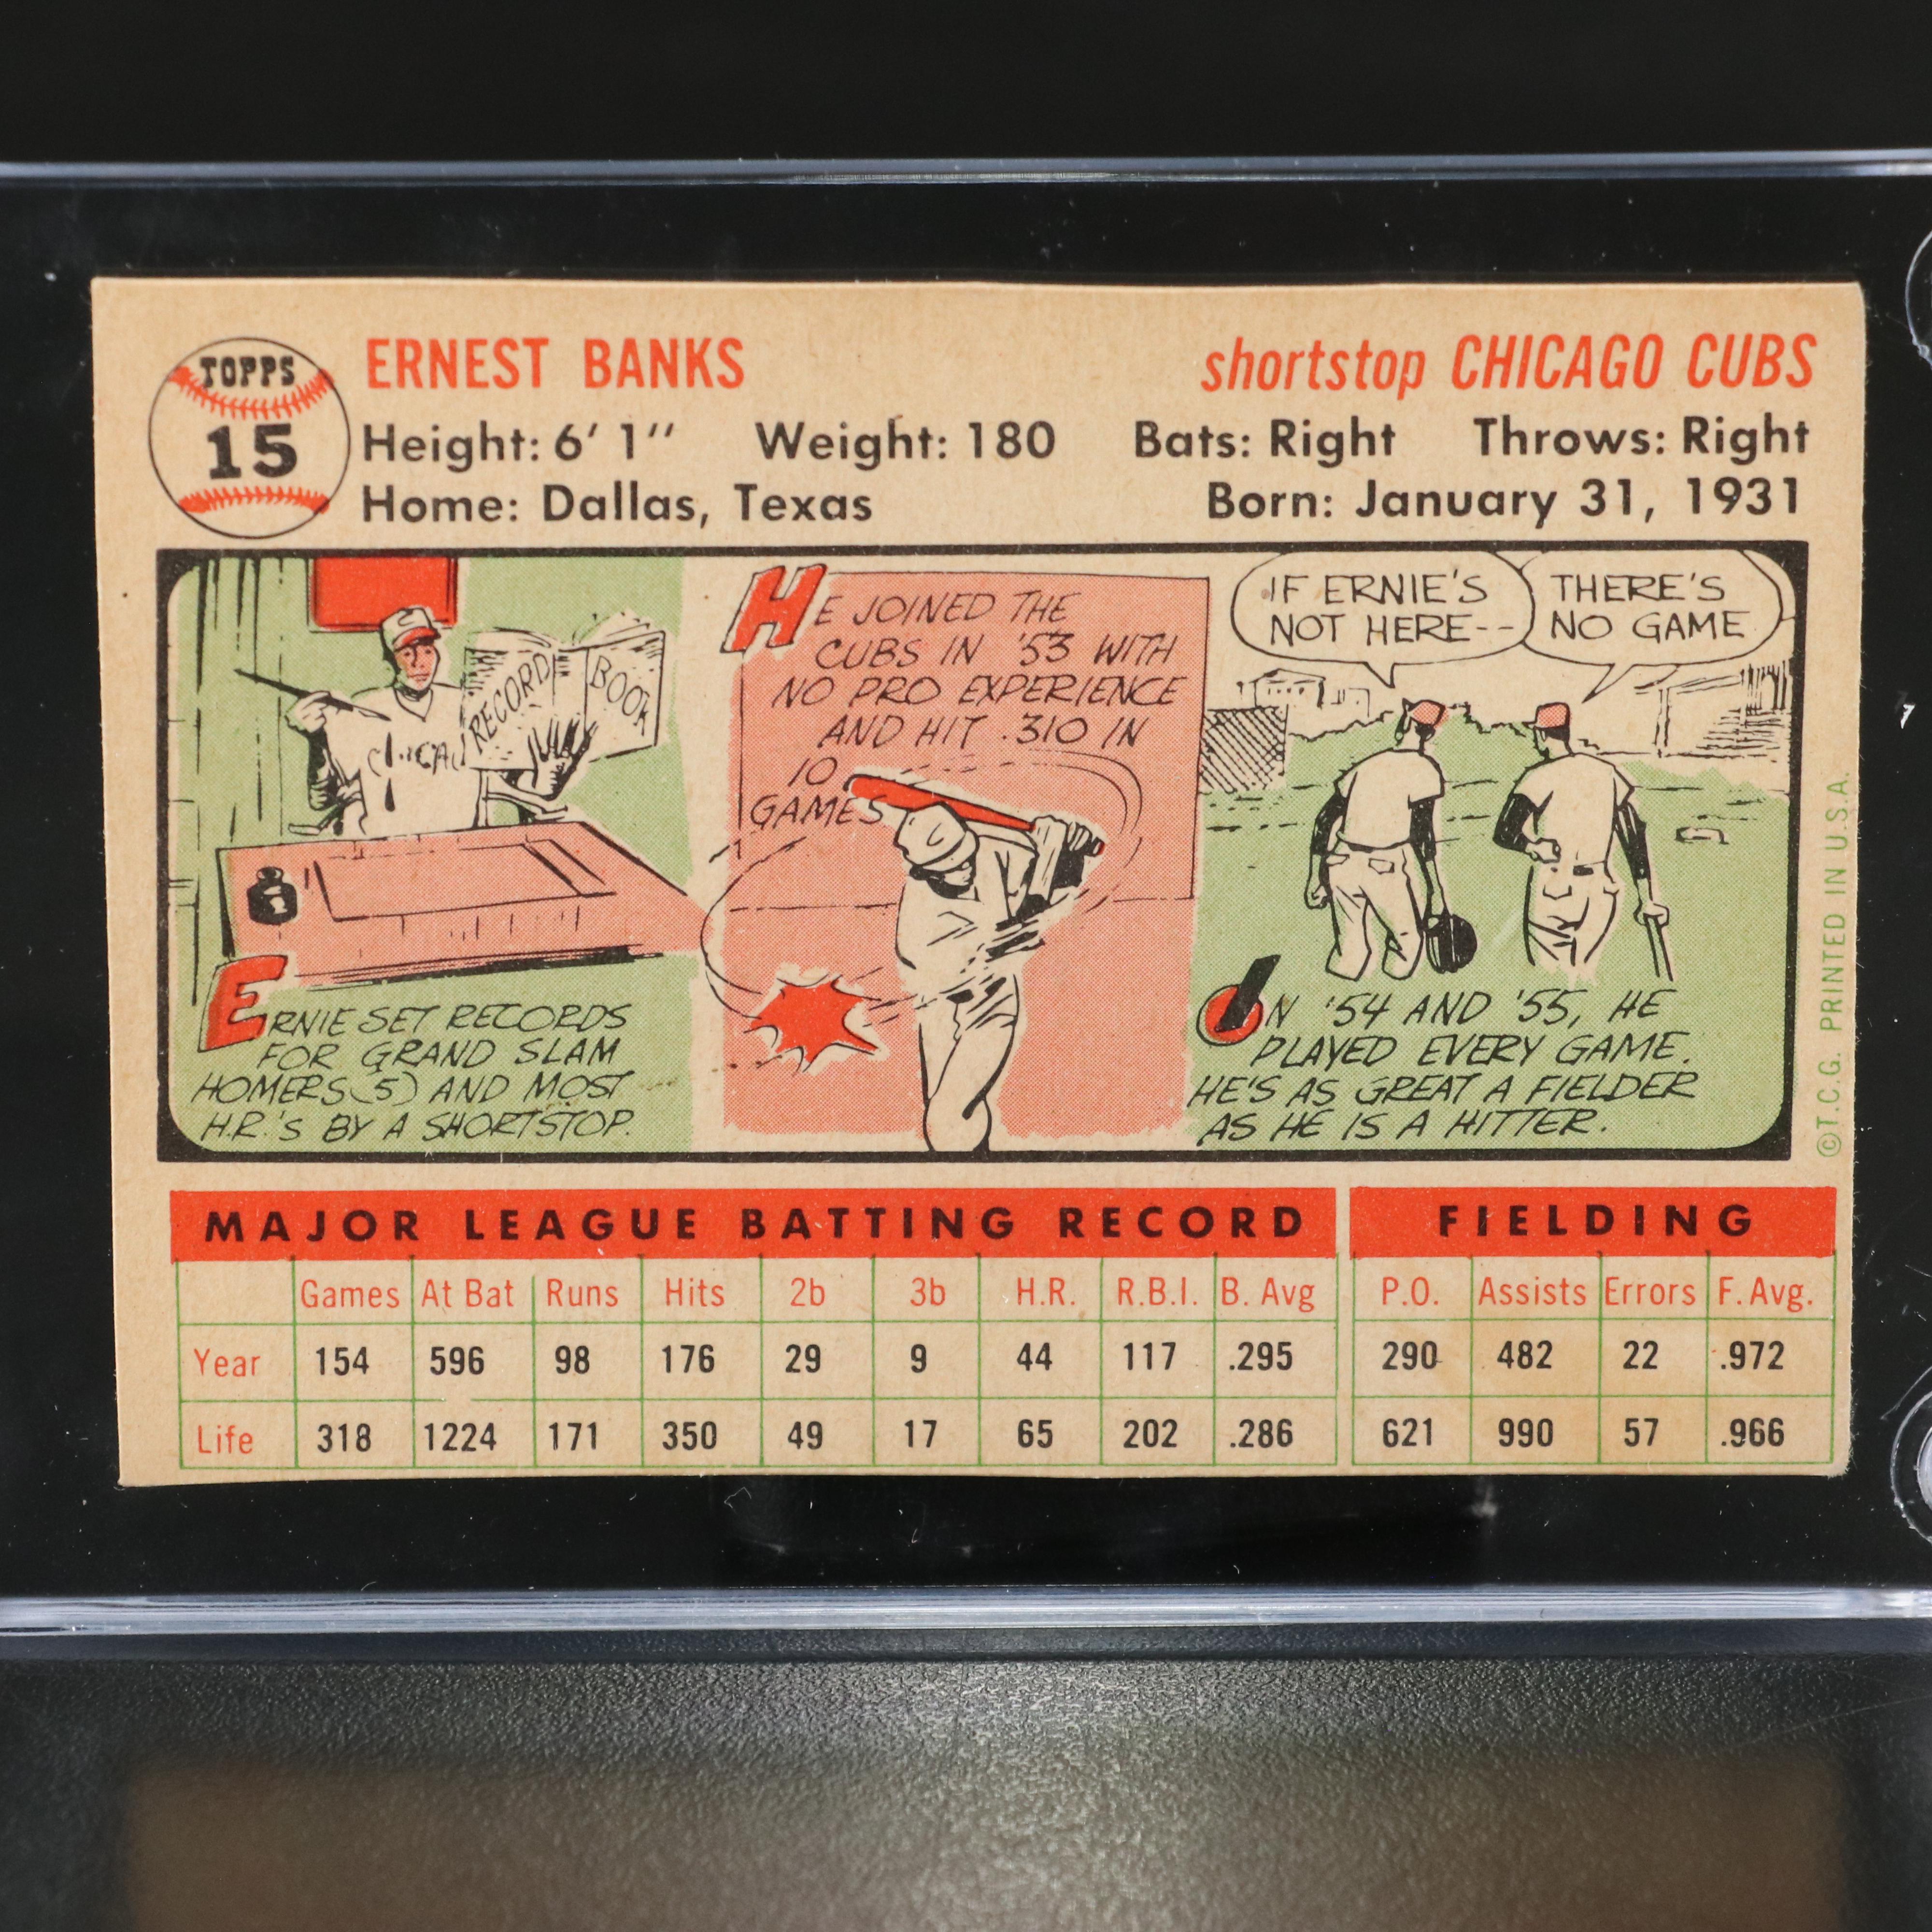 TOPPS
15
ERNEST BANKS
shortstop CHICAGO CUBS
Height: 6' 1" Weight: 180 Bats: Right Throws: Right
Home: Dallas, Texas
Born: January 31, 1931
RECORD BOOK
ERNIE SET RECORDS
FOR GRAND SLAM
HOMERS (5) AND MOST
H.R.'S BY A SHORTSTOP.
HE JOINED THE
CUBS IN '53 WITH
NO PRO EXPERIENCE
AND HIT .310 IN
10
GAMES
IF ERNIE'S
NOT HERE--
THERE'S
NO GAME
IN '54 AND '55, HE
PLAYED EVERY GAME.
HE'S AS GREAT A FIELDER
AS HE IS A HITTER.
©T.C.G. PRINTED IN U.S.A.
MAJOR LEAGUE BATTING RECORD
FIELDING
Games At Bat Runs Hits 2b 3b H.R. R.B.I. B. Avg P.O. Assists Errors F. Avg.
Year 154 596 98 176 29 9 44 117 .295 290 482 22 .972
Life 318 1224 171 350 49 17 65 202 .286 621 990 57 .966